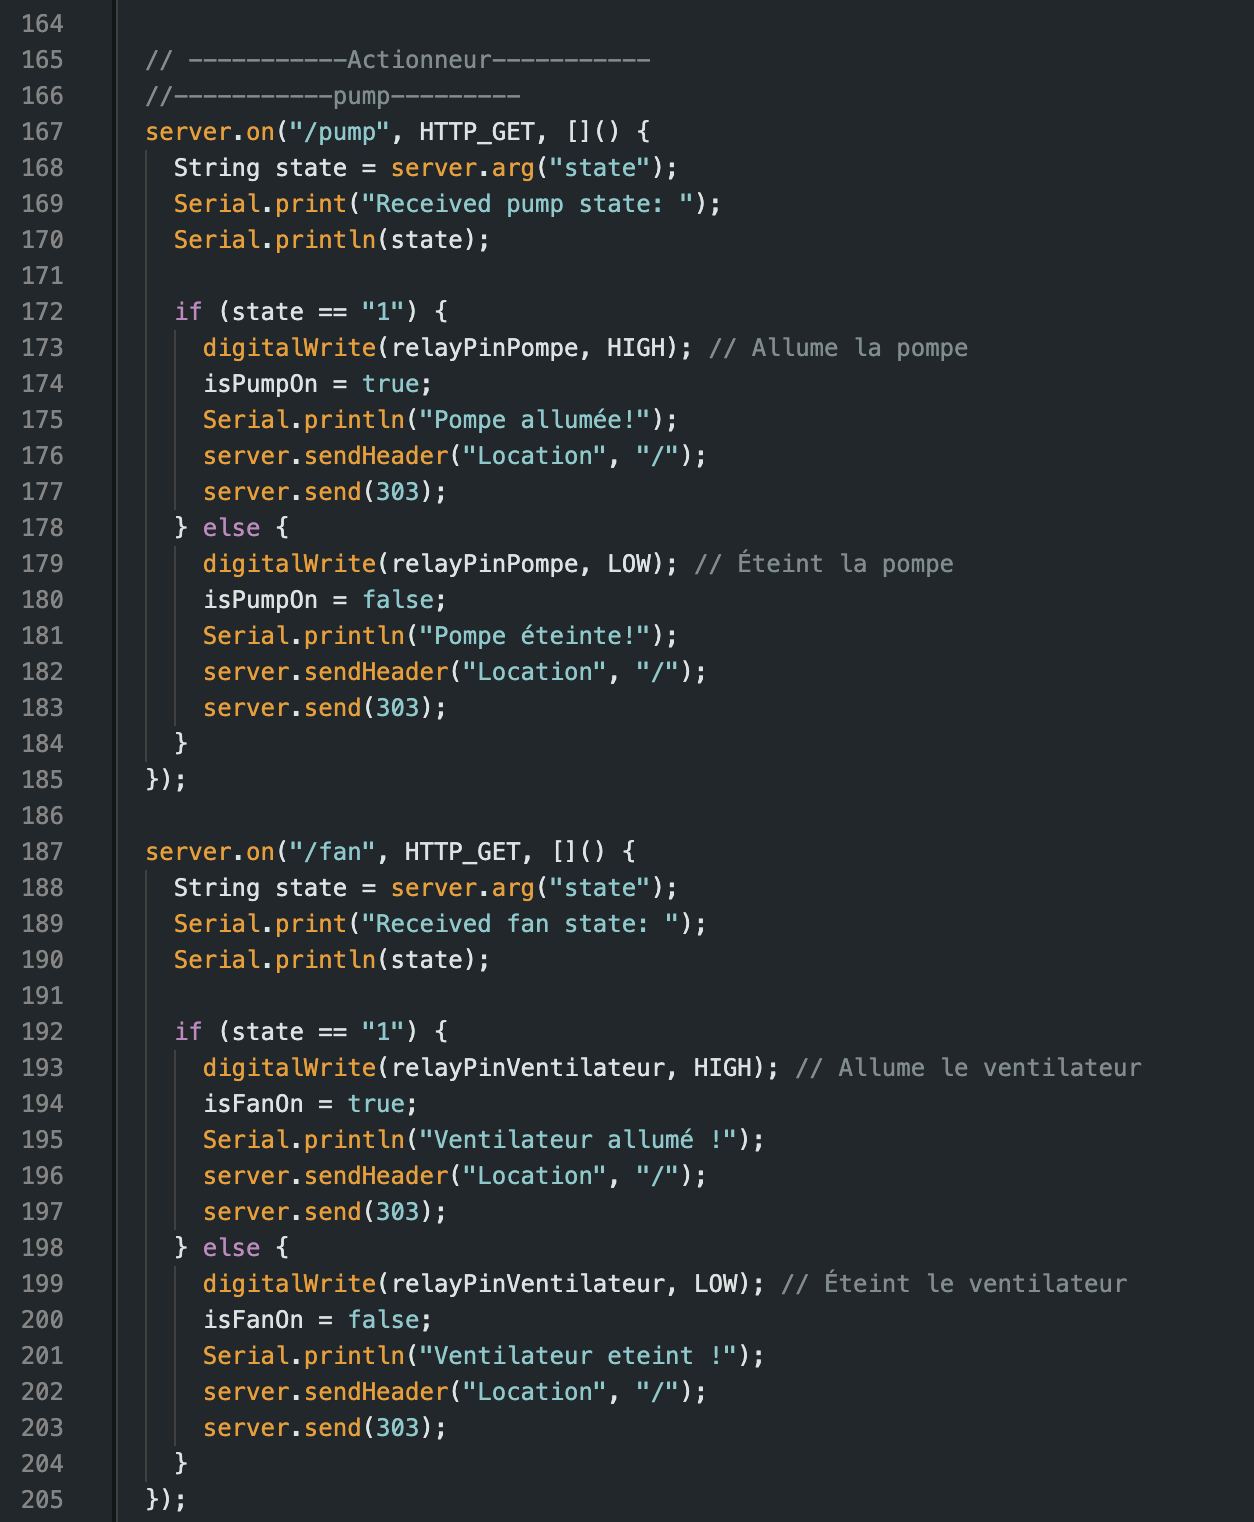 164
165 // -----------Actionneur-----------
166 //-----------pump---------
167 server.on("/pump", HTTP_GET, []() {
168 String state = server.arg("state");
169 Serial.print("Received pump state: ");
170 Serial.println(state);
171
172 if (state == "1") {
173 digitalWrite(relayPinPompe, HIGH); // Allume la pompe
174 isPumpOn = true;
175 Serial.println("Pompe allumée!");
176 server.sendHeader("Location", "/");
177 server.send(303);
178 } else {
179 digitalWrite(relayPinPompe, LOW); // Éteint la pompe
180 isPumpOn = false;
181 Serial.println("Pompe éteinte!");
182 server.sendHeader("Location", "/");
183 server.send(303);
184 }
185 });
186
187 server.on("/fan", HTTP_GET, []() {
188 String state = server.arg("state");
189 Serial.print("Received fan state: ");
190 Serial.println(state);
191
192 if (state == "1") {
193 digitalWrite(relayPinVentilateur, HIGH); // Allume le ventilateur
194 isFanOn = true;
195 Serial.println("Ventilateur allumé !");
196 server.sendHeader("Location", "/");
197 server.send(303);
198 } else {
199 digitalWrite(relayPinVentilateur, LOW); // Éteint le ventilateur
200 isFanOn = false;
201 Serial.println("Ventilateur eteint !");
202 server.sendHeader("Location", "/");
203 server.send(303);
204 }
205 });